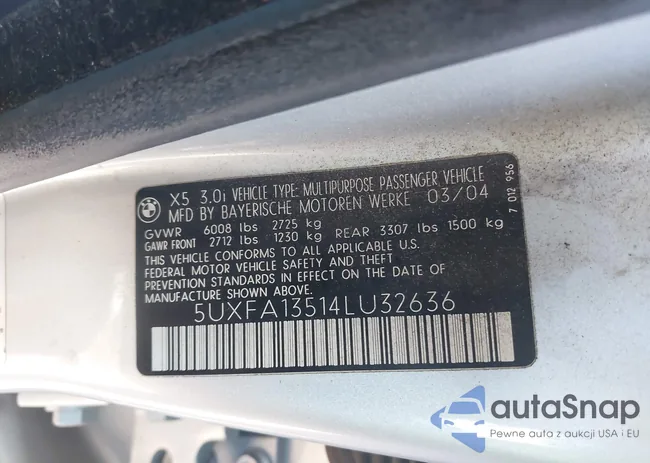 X5 3.0i VEHICLE TYPE: MULTIPURPOSE PASSENGER VEHICLE
MFD BY BAYERISCHE MOTOREN WERKE 03/04
GVWR 6008 lbs 2725 kg
GAWR FRONT 2712 lbs 1230 kg REAR 3307 lbs 1500 kg
THIS VEHICLE CONFORMS TO ALL APPLICABLE U.S.
FEDERAL MOTOR VEHICLE SAFETY AND THEFT
PREVENTION STANDARDS IN EFFECT ON THE DATE OF
MANUFACTURE SHOWN ABOVE.
5UXFA13514LU32636
7 012 956
autaSnap
Pewne auta z aukcji USA i EU